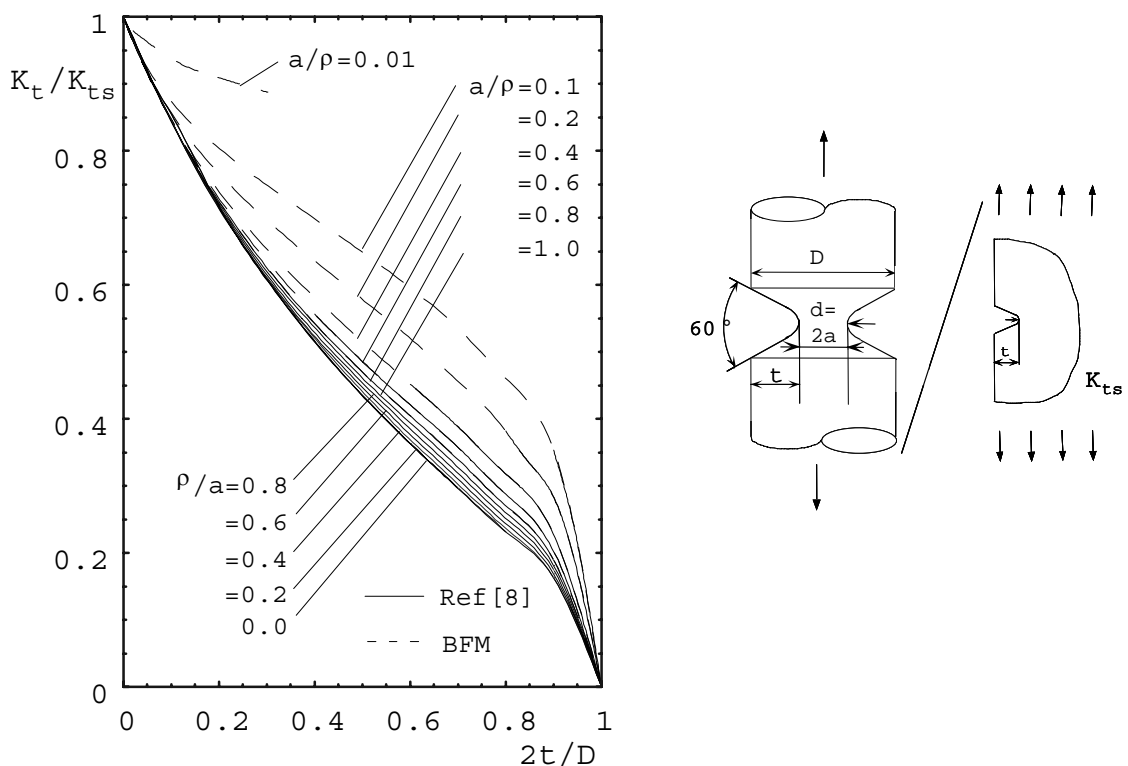 1
K_t/K_ts
0.8
0.6
0.4
0.2
0
0 0.2 0.4 0.6 0.8 1
2t/D
a/ρ=0.01
a/ρ=0.1
=0.2
=0.4
=0.6
=0.8
=1.0
ρ/a=0.8
=0.6
=0.4
=0.2
0.0
Ref[8]
BFM
D
60°
d=
2a
t
t
K_ts